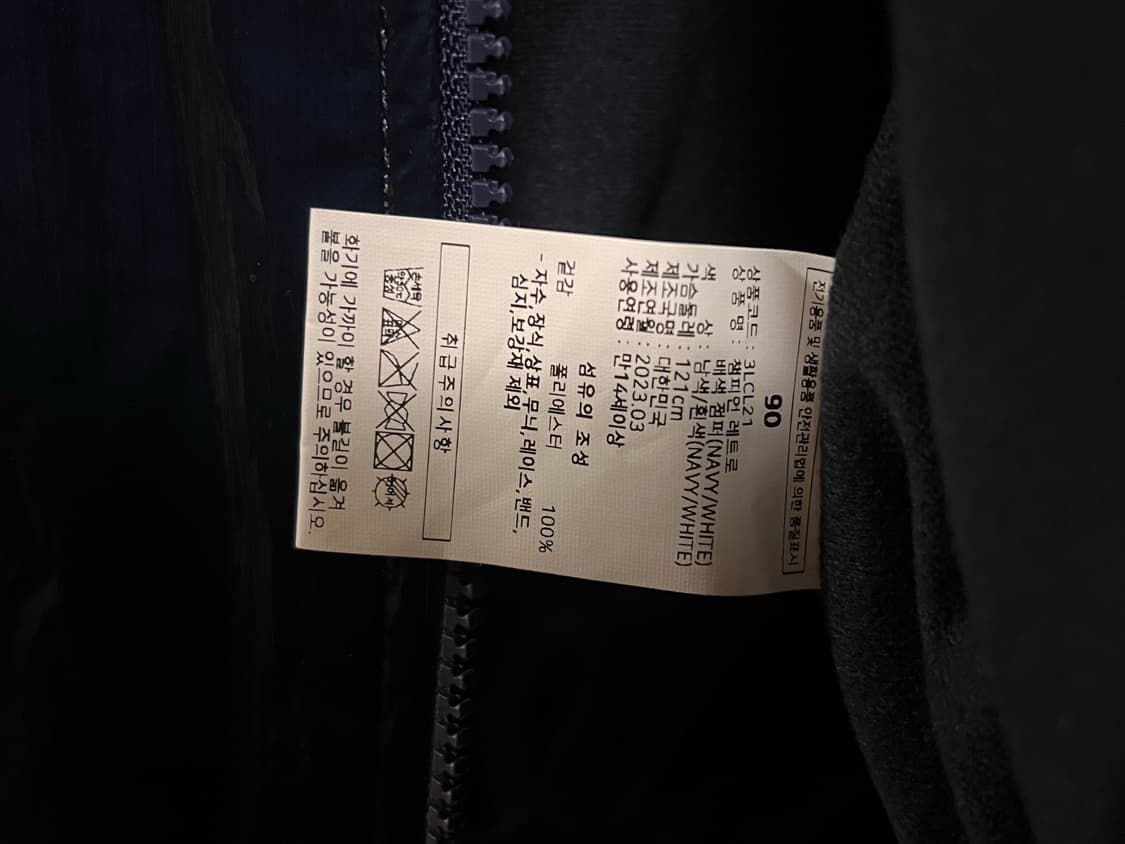 전기용품 및 생활용품 안전관리법에 의한 품질표시
90
상품코드 : 3LCL21
상 품 명 : 챔피언 레트로
배색 점퍼(NAVY/WHITE)
색 상 : 남색/흰색(NAVY/WHITE)
가슴둘레 : 121cm
제조국명 : 대한민국
제조연월 : 2023.03
사용연령 : 만14세이상
섬유의 조성
겉감 폴리에스터 100%
- 자수,장식,상표,무늬,레이스,밴드,
심지,보강재 제외
취급주의사항
손세탁
화기에 가까이 할 경우 불길이 옮겨
붙을 가능성이 있으므로 주의하십시오.